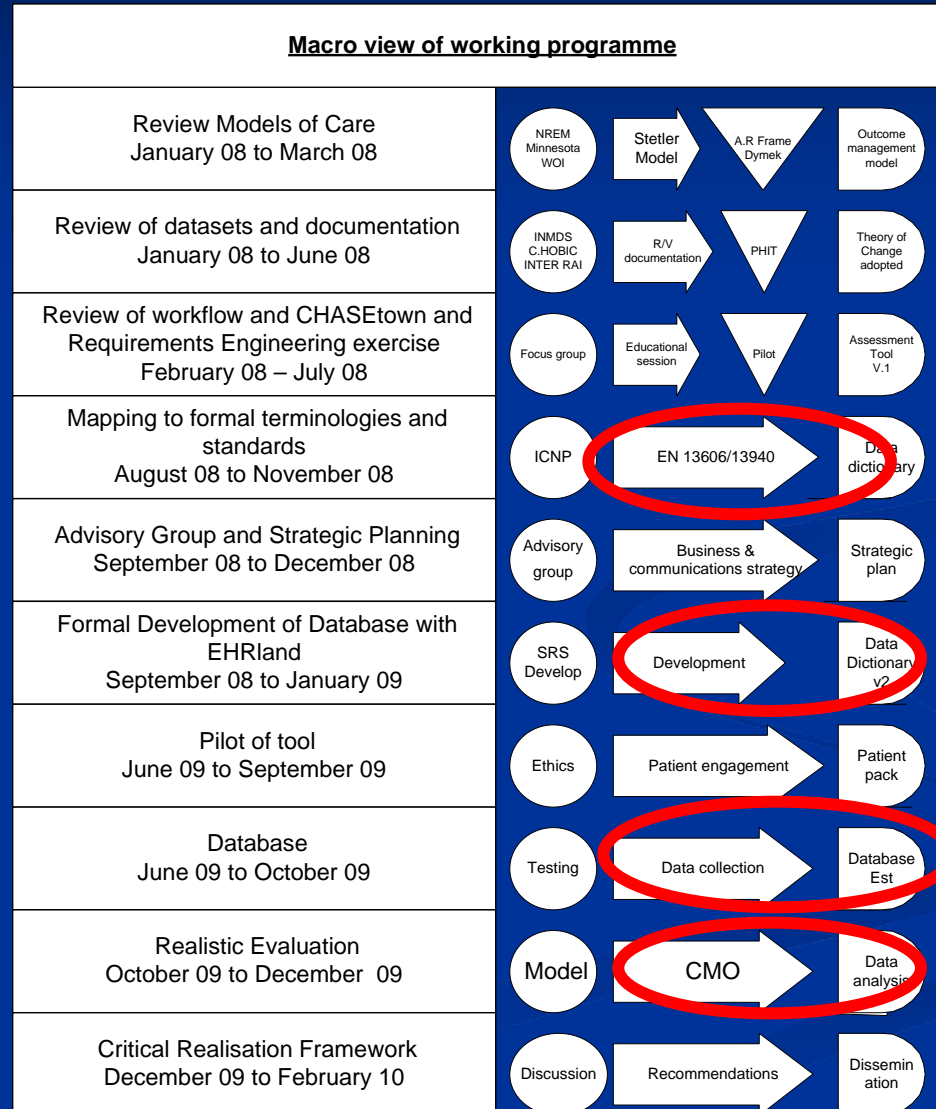 Macro view of working programme
Review Models of Care
January 08 to March 08
NREM
Minnesota
WOI
Stetler
Model
A.R Frame
Dymek
Outcome
management
model
Review of datasets and documentation
January 08 to June 08
INMDS
C.HOBIC
INTER RAI
R/V
documentation
PHIT
Theory of
Change
adopted
Review of workflow and CHASEtown and
Requirements Engineering exercise
February 08 – July 08
Focus group
Educational
session
Pilot
Assessment
Tool
V.1
Mapping to formal terminologies and
standards
August 08 to November 08
ICNP
EN 13606/13940
Data
dictionary
Advisory Group and Strategic Planning
September 08 to December 08
Advisory
group
Business &
communications strategy
Strategic
plan
Formal Development of Database with
EHRland
September 08 to January 09
SRS
Develop
Development
Data
Dictionary
v2
Pilot of tool
June 09 to September 09
Ethics
Patient engagement
Patient
pack
Database
June 09 to October 09
Testing
Data collection
Database
Est
Realistic Evaluation
October 09 to December 09
Model
CMO
Data
analysis
Critical Realisation Framework
December 09 to February 10
Discussion
Recommendations
Dissemin
ation